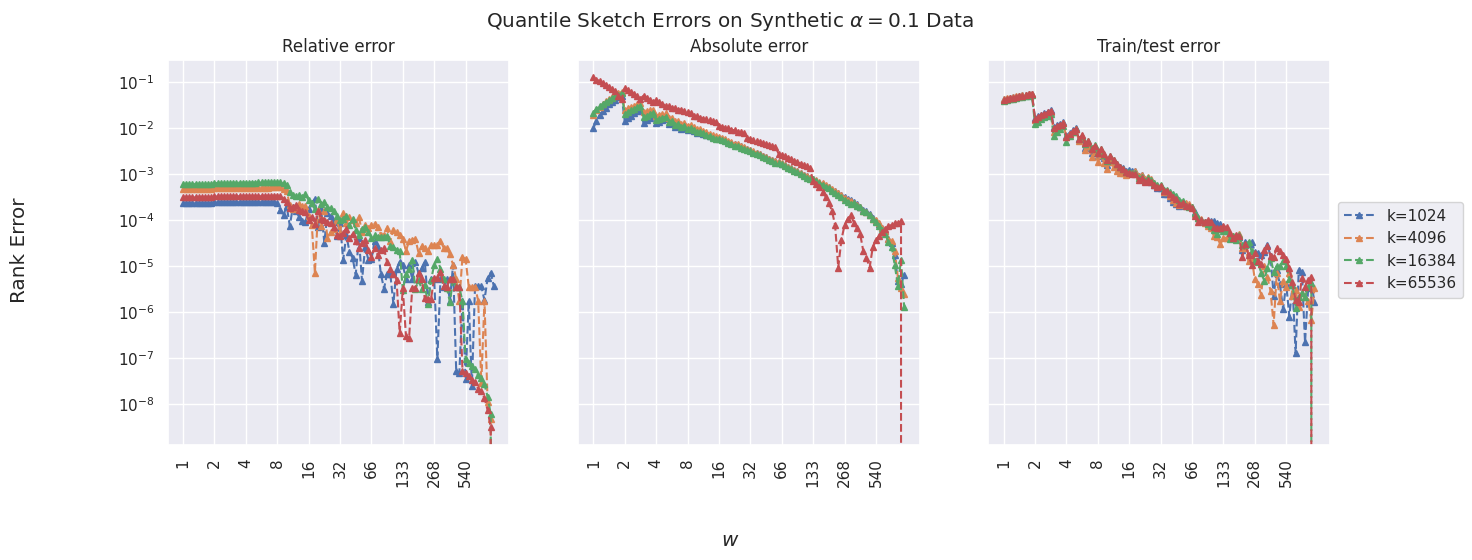 Quantile Sketch Errors on Synthetic α = 0.1 Data
Relative error
Absolute error
Train/test error
Rank Error
10⁻¹
10⁻²
10⁻³
10⁻⁴
10⁻⁵
10⁻⁶
10⁻⁷
10⁻⁸
1 2 4 8 16 32 66 133 268 540
1 2 4 8 16 32 66 133 268 540
1 2 4 8 16 32 66 133 268 540
w
k=1024
k=4096
k=16384
k=65536